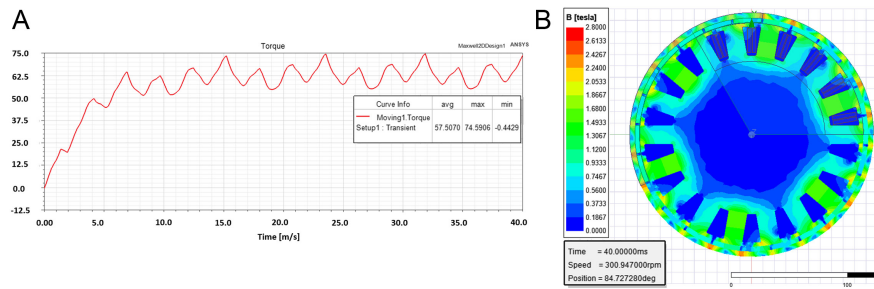 A
Torque
Maxwell2DDesign1 ANSYS
75.0
62.5
50.0
37.5
25.0
12.5
0.0
-12.5
Curve Info avg max min
Moving1.Torque
Setup1 : Transient 57.5070 74.5906 -0.4429
0.00 5.0 10.0 15.0 20.0 25.0 30.0 35.0 40.0
Time [m/s]
B
B [tesla]
2.8000
2.6133
2.4267
2.2400
2.0533
1.8668
1.6800
1.4933
1.3067
1.1200
0.9333
0.7467
0.5600
0.3733
0.1867
0.0000
Time = 40.00000ms
Speed = 300.947000rpm
Position = 84.727280deg
0 100